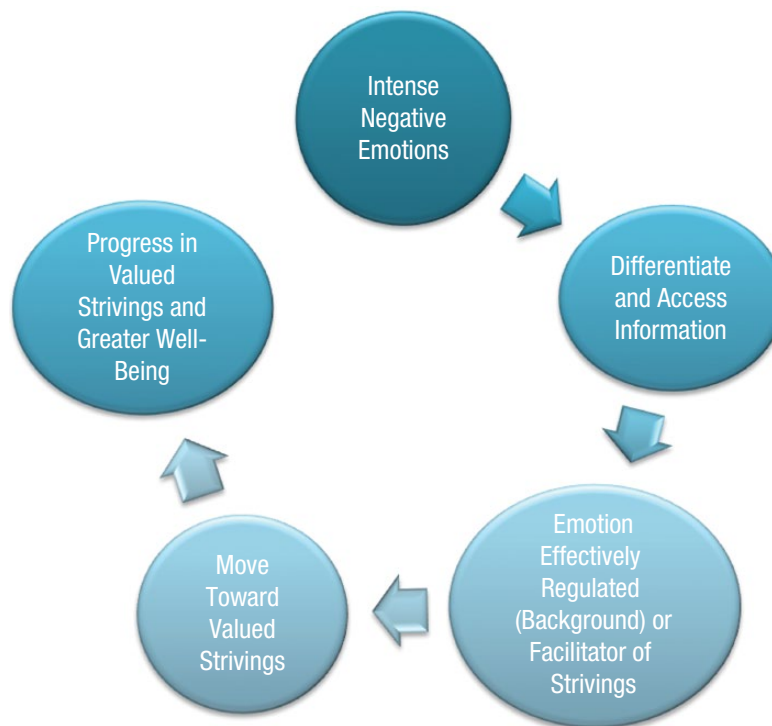 Intense
Negative
Emotions
Differentiate
and Access
Information
Emotion
Effectively
Regulated
(Background) or
Facilitator of
Strivings
Move
Toward
Valued
Strivings
Progress in
Valued
Strivings and
Greater Well-
Being